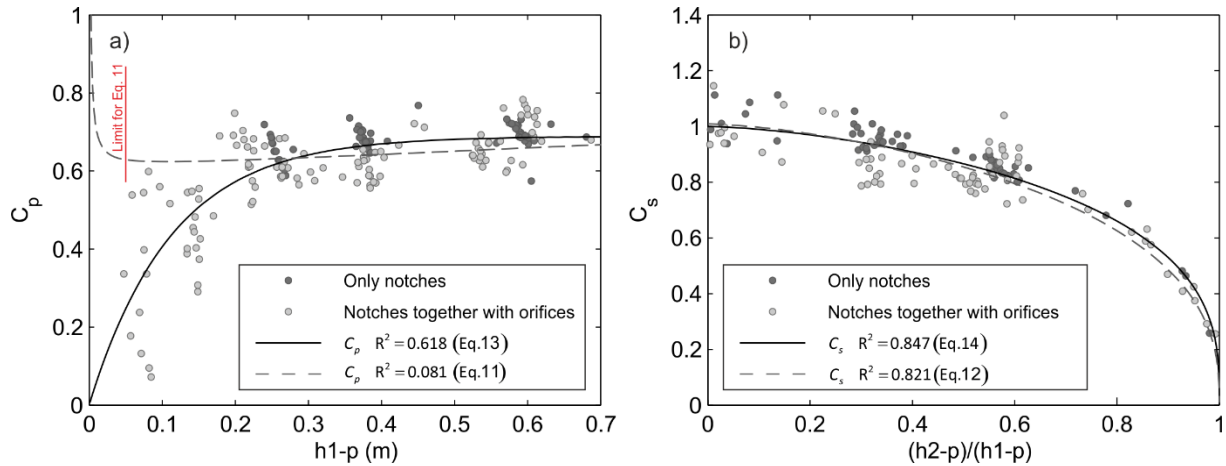 a)
Limit for Eq. 11
1
0.8
0.6
0.4
0.2
0
C_p
0
0.1
0.2
0.3
0.4
0.5
0.6
0.7
h1-p (m)
Only notches
Notches together with orifices
C_p R² = 0.618 (Eq.13)
C_p R² = 0.081 (Eq.11)
b)
1.4
1.2
1
0.8
0.6
0.4
0.2
0
C_s
0
0.2
0.4
0.6
0.8
1
(h2-p)/(h1-p)
Only notches
Notches together with orifices
C_s R² = 0.847 (Eq.14)
C_s R² = 0.821 (Eq.12)